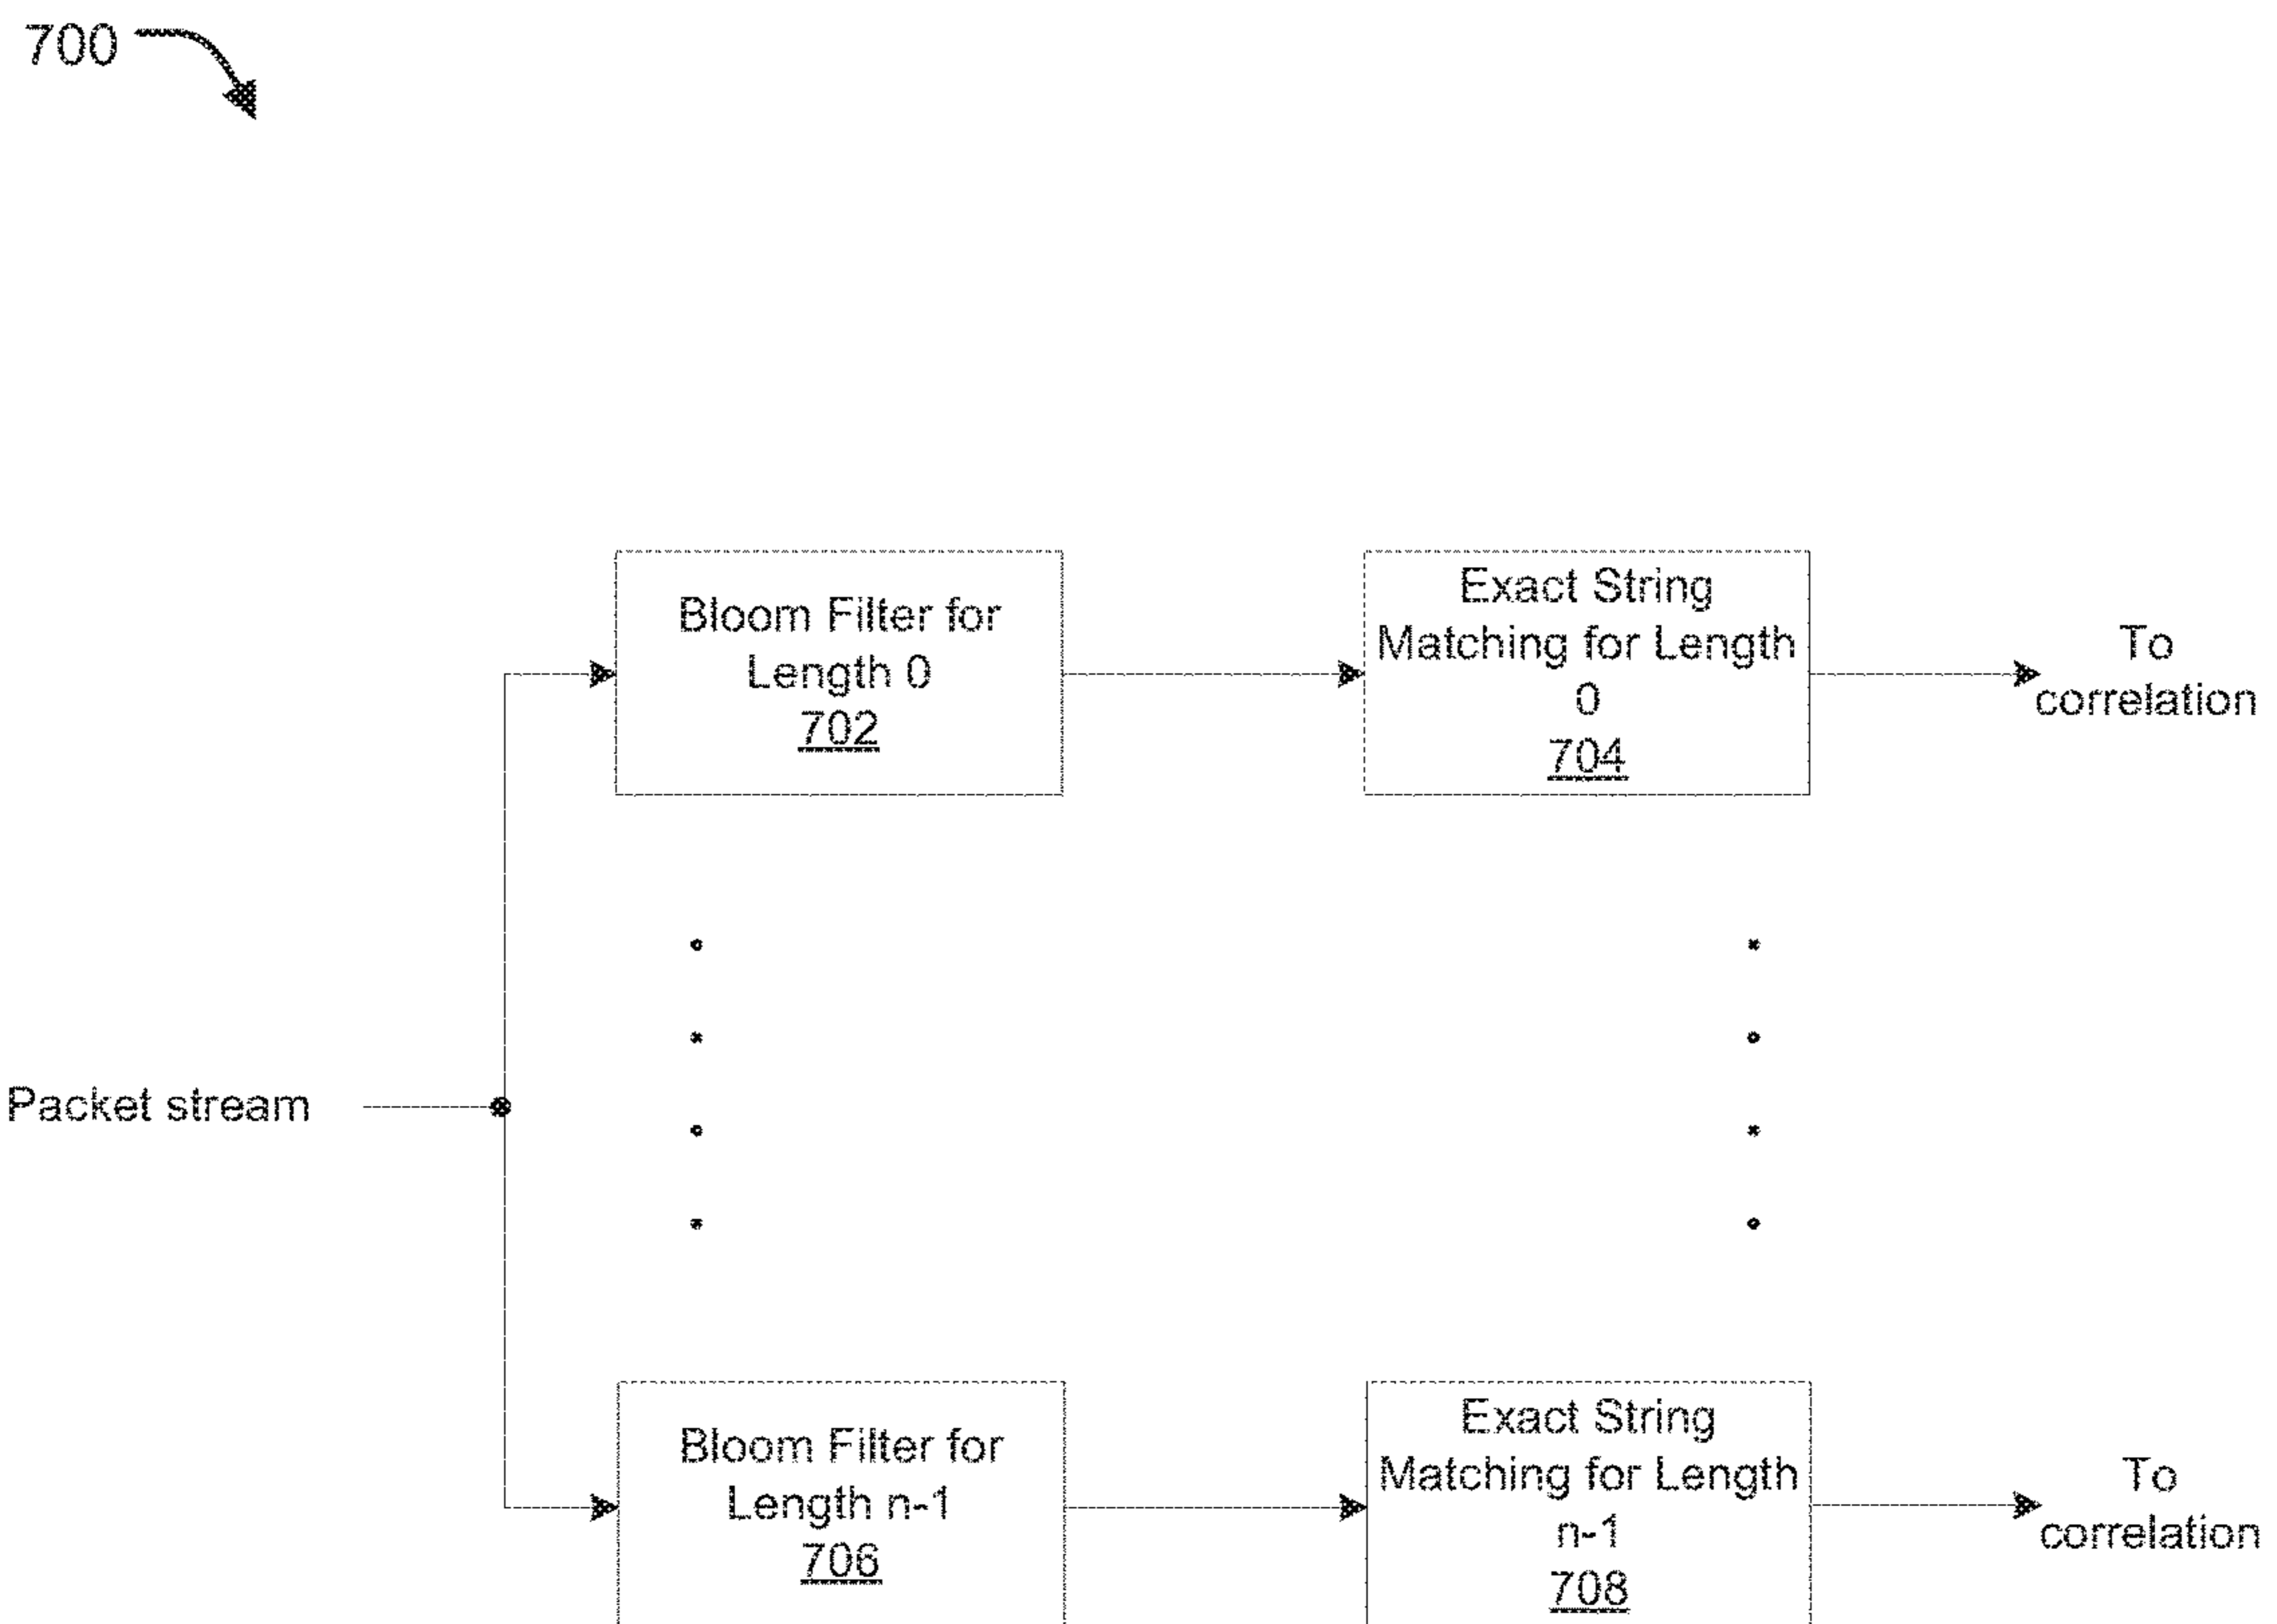 700
Bloom Filter for
Length 0
702
Exact String
Matching for Length
0
704
To
correlation
Packet stream
Bloom Filter for
Length n-1
706
Exact String
Matching for Length
n-1
708
To
correlation